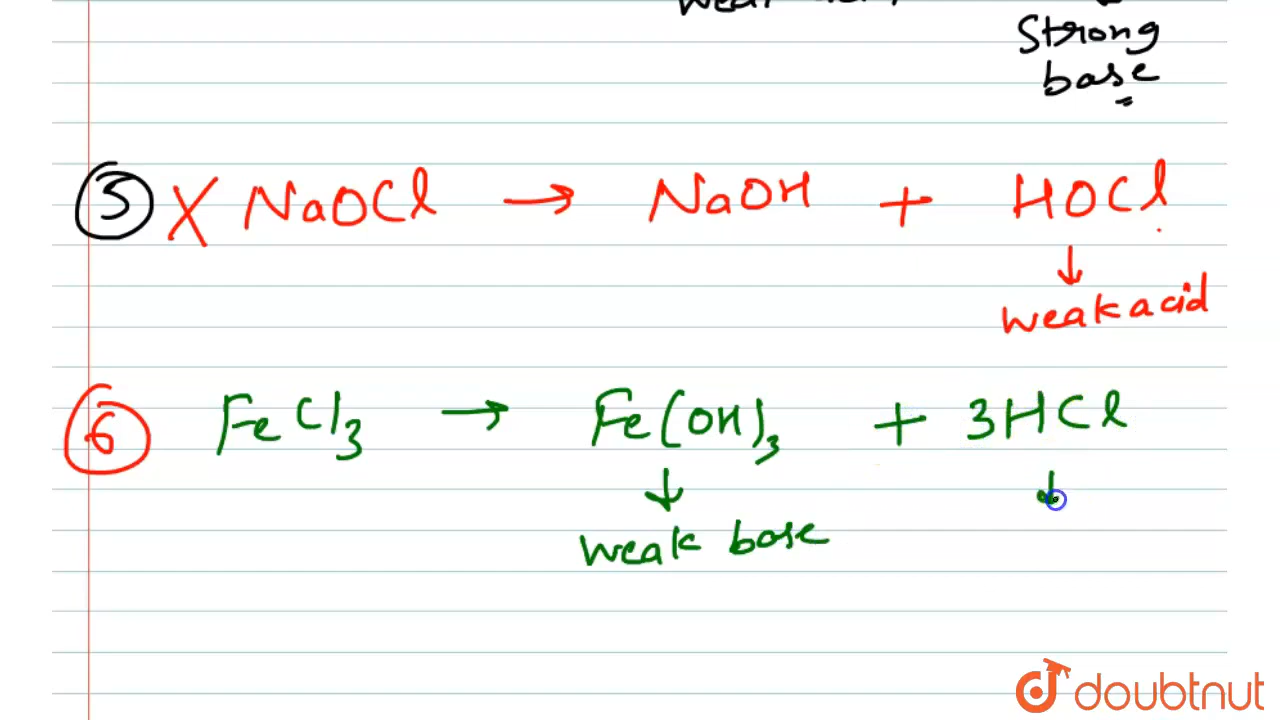 Strong
base
5 X NaOCl → NaOH + HOCl
↓
weak acid
6 FeCl3 → Fe(OH)3 + 3HCl
↓ ↓
weak base
doubtnut